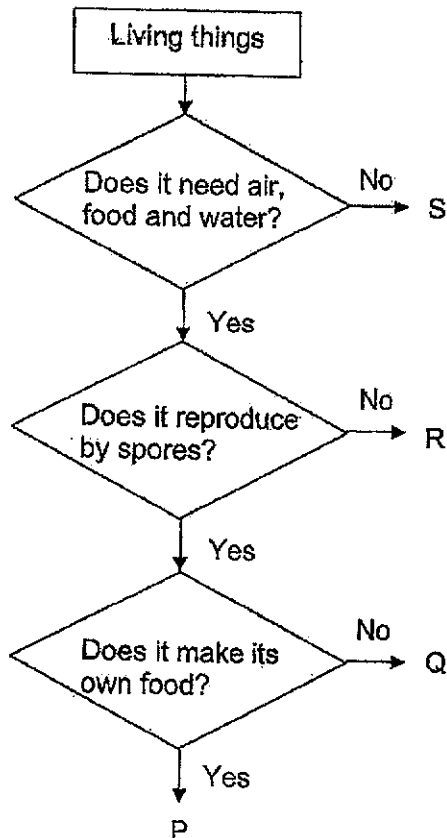 Living things
Does it need air,
food and water?
No
S
Yes
Does it reproduce
by spores?
No
R
Yes
Does it make its
own food?
No
Q
Yes
P